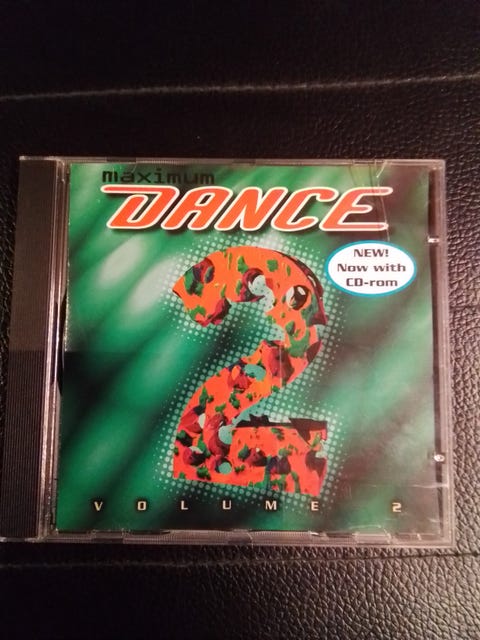 maximum
DANCE
NEW!
Now with
CD-rom
2
VOLUME 2